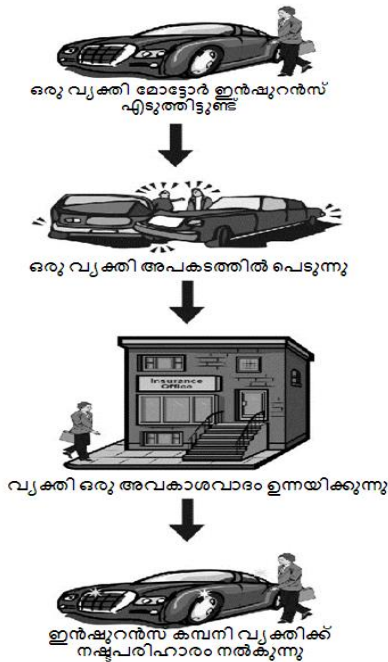 ഒരു വ്യക്തി മോട്ടോർ ഇൻഷുറൻസ്
എടുത്തിട്ടുണ്ട്
ഒരു വ്യക്തി അപകടത്തിൽ പെടുന്നു
Insurance
Office
വ്യക്തി ഒരു അവകാശവാദം ഉന്നയിക്കുന്നു
ഇൻഷുറൻസ് കമ്പനി വ്യക്തിക്ക്
നഷ്ടപരിഹാരം നൽകുന്നു